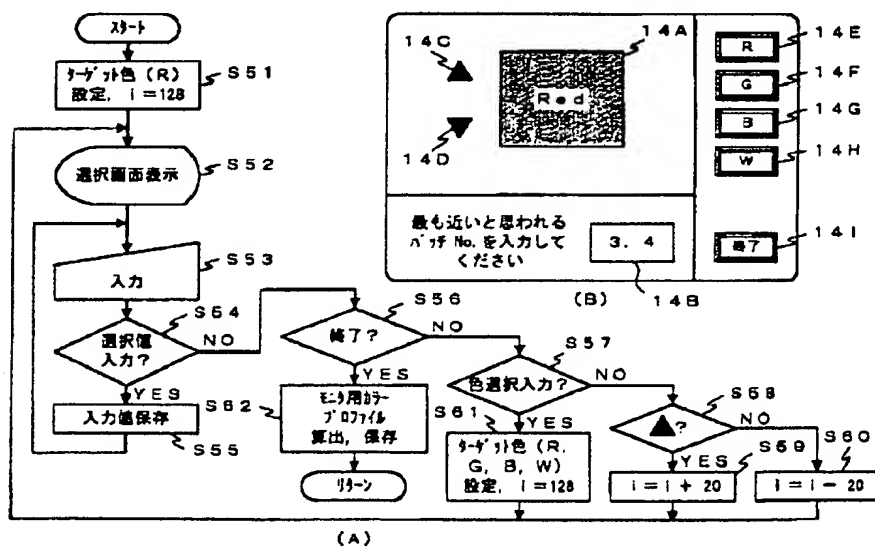 スタート
ターゲット色 (R)
設定, i=128
S51
選択画面表示
S52
入力
S53
選択値
入力?
S54
NO
YES
入力値保存
S55
終了?
S56
NO
YES
モニタ用カラー
プロファイル
算出, 保存
S62
リターン
色選択入力?
S57
NO
YES
ターゲット色 (R,
G, B, W)
設定, i=128
S61
▲?
S58
NO
YES
i=i+20
S59
i=i-20
S60
(A)
14C
14A
14D
Red
最も近いと思われる
パッチ No. を入力して
ください
3. 4
14B
R
14E
G
14F
B
14G
W
14H
終了
14I
(B)